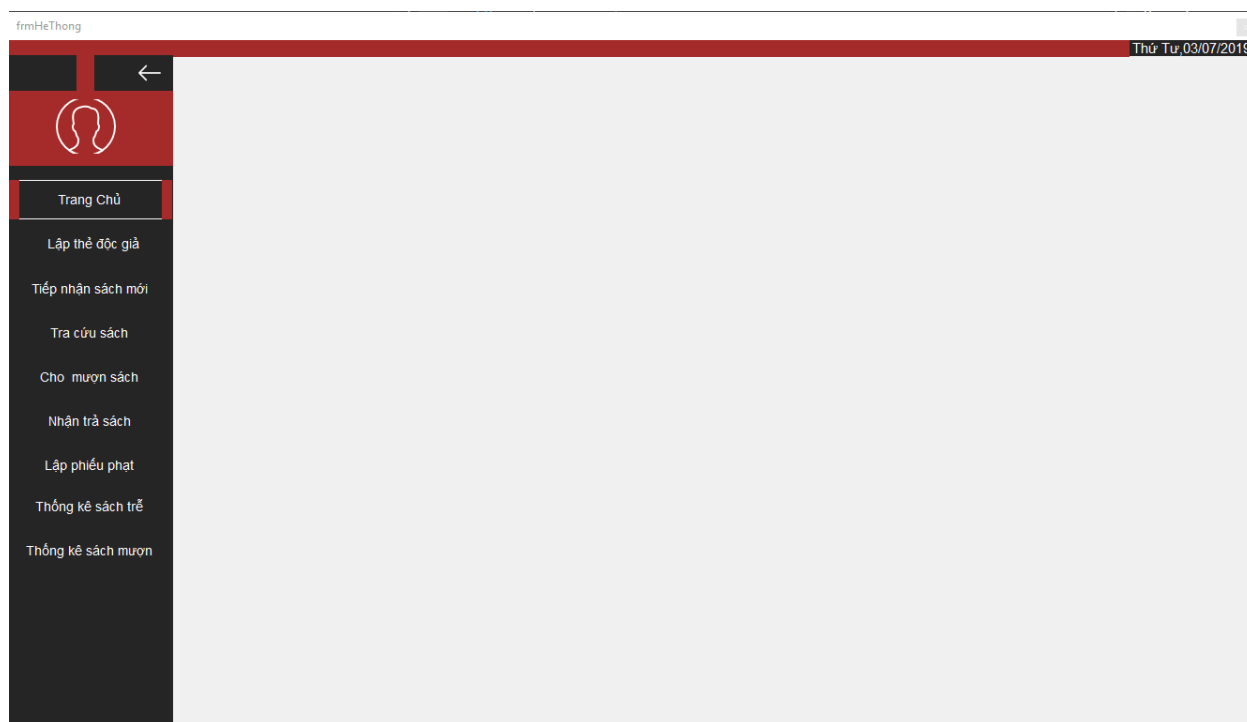 frmHeThong
Thứ Tư,03/07/2019
Trang Chủ
Lập thẻ độc giả
Tiếp nhận sách mới
Tra cứu sách
Cho  mượn sách
Nhận trả sách
Lập phiếu phạt
Thống kê sách trễ
Thống kê sách mượn